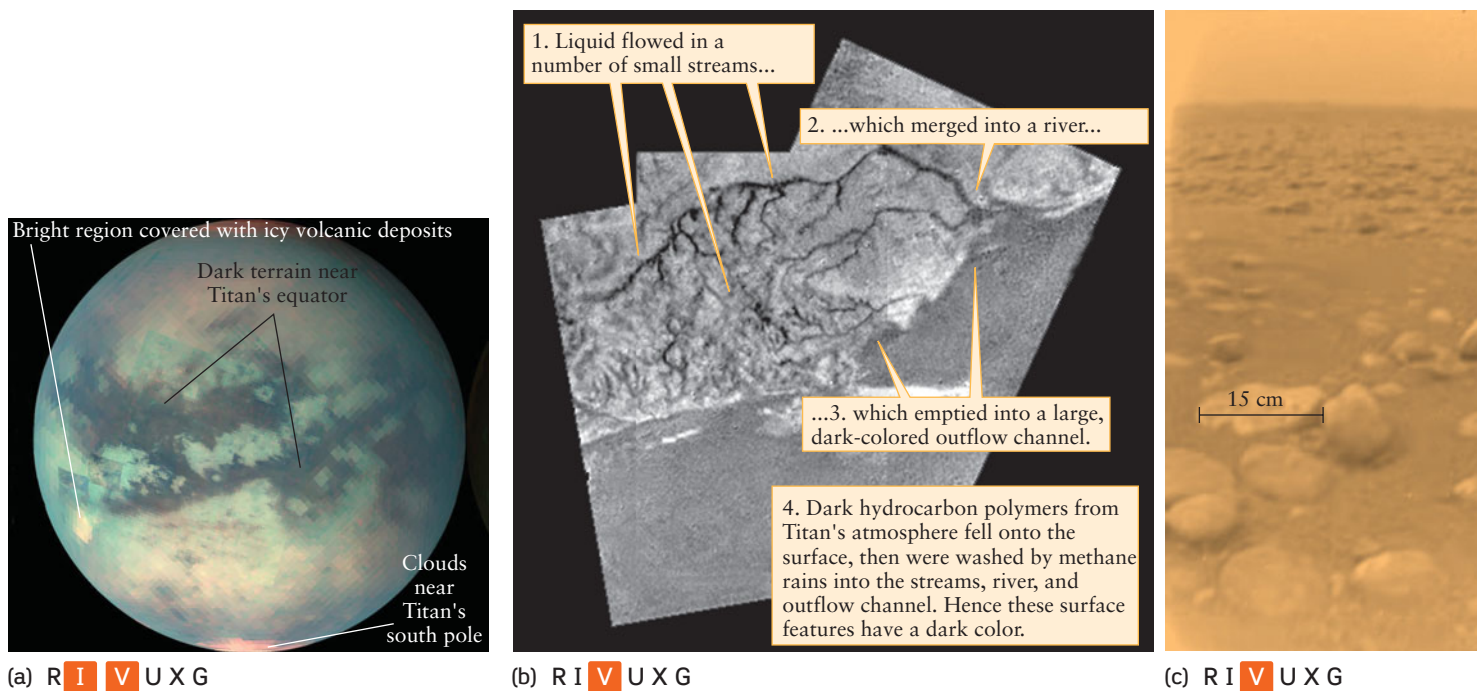 Bright region covered with icy volcanic deposits
Dark terrain near
Titan's equator
Clouds
near
Titan's
south pole
(a) R I V U X G
1. Liquid flowed in a
number of small streams...
2. ...which merged into a river...
...3. which emptied into a large,
dark-colored outflow channel.
4. Dark hydrocarbon polymers from
Titan's atmosphere fell onto the
surface, then were washed by methane
rains into the streams, river, and
outflow channel. Hence these surface
features have a dark color.
(b) R I V U X G
15 cm
(c) R I V U X G